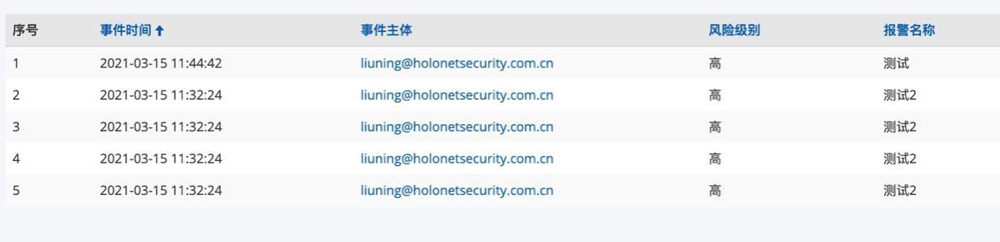 序号 事件时间 事件主体 风险级别 报警名称
1 2021-03-15 11:44:42 liuning@holonetsecurity.com.cn 高 测试
2 2021-03-15 11:32:24 liuning@holonetsecurity.com.cn 高 测试2
3 2021-03-15 11:32:24 liuning@holonetsecurity.com.cn 高 测试2
4 2021-03-15 11:32:24 liuning@holonetsecurity.com.cn 高 测试2
5 2021-03-15 11:32:24 liuning@holonetsecurity.com.cn 高 测试2